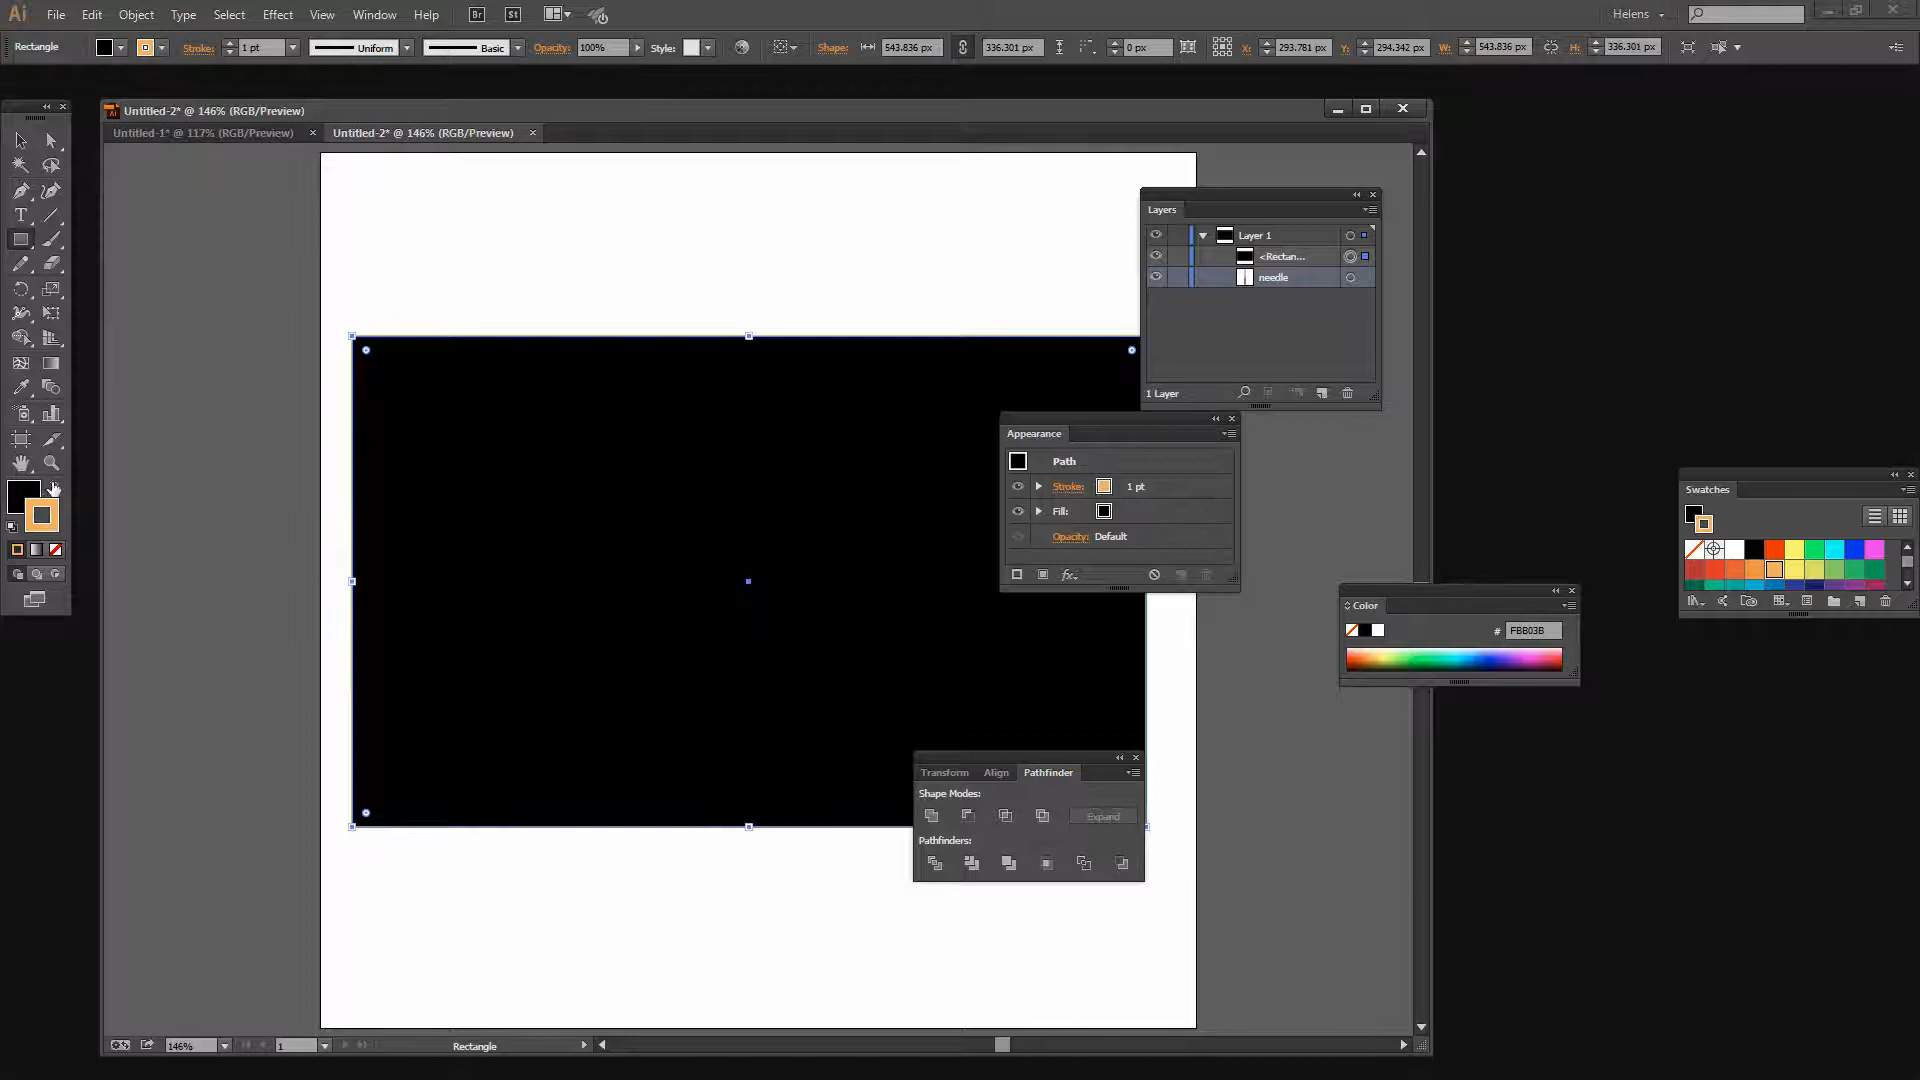 Ai File Edit Object Type Select Effect View Window Help Br St Helens
Rectangle Stroke: 1 pt Uniform Basic Opacity: 100% Style: Shape: 543.836 px 336.301 px 0 px X: 293.781 px Y: 294.342 px W: 543.836 px H: 336.301 px
Untitled-2* @ 146% (RGB/Preview)
Untitled-1* @ 117% (RGB/Preview) × Untitled-2* @ 146% (RGB/Preview) ×
Layers
Layer 1
<Rectan...
needle
1 Layer
Appearance
Path
Stroke: 1 pt
Fill:
Opacity: Default
fx
Swatches
Color
# FBB03B
Transform Align Pathfinder
Shape Modes:
Expand
Pathfinders:
146% 1 Rectangle